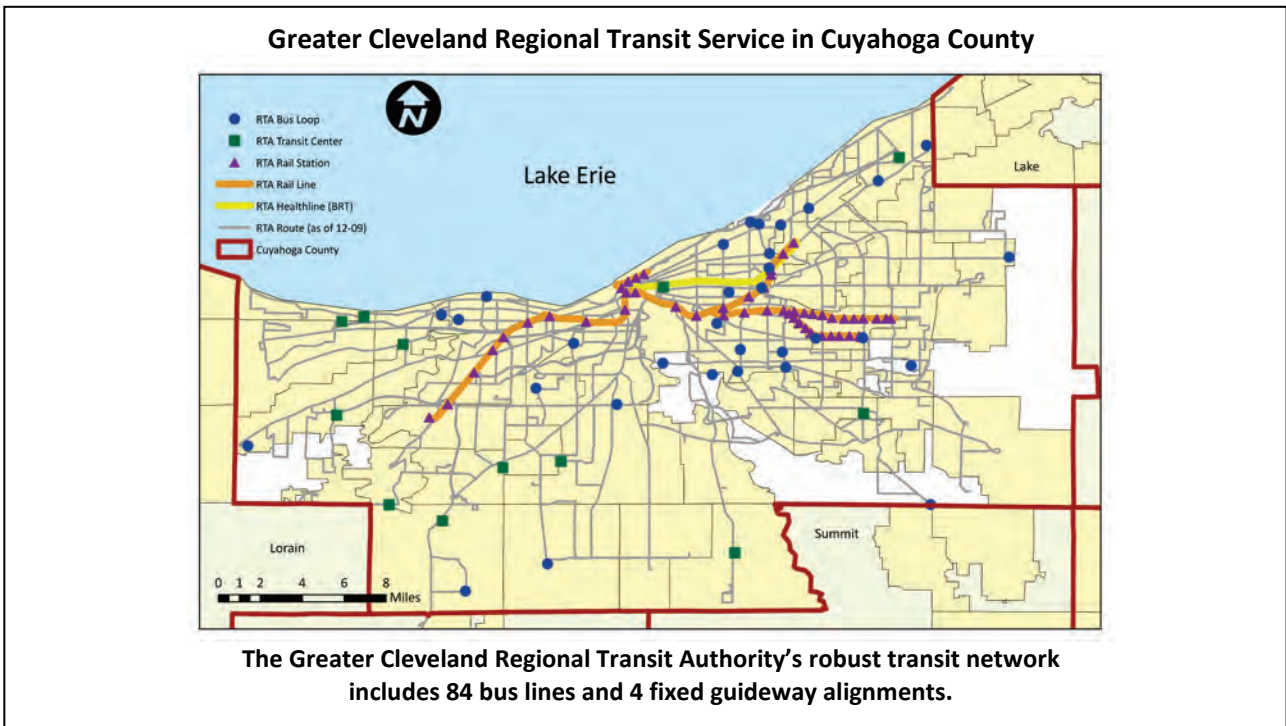 Greater Cleveland Regional Transit Service in Cuyahoga County
N
RTA Bus Loop
RTA Transit Center
RTA Rail Station
RTA Rail Line
RTA Healthline (BRT)
RTA Route (as of 12-09)
Cuyahoga County
Lake Erie
Lake
Lorain
Summit
0 1 2 4 6 8
Miles
The Greater Cleveland Regional Transit Authority’s robust transit network
includes 84 bus lines and 4 fixed guideway alignments.